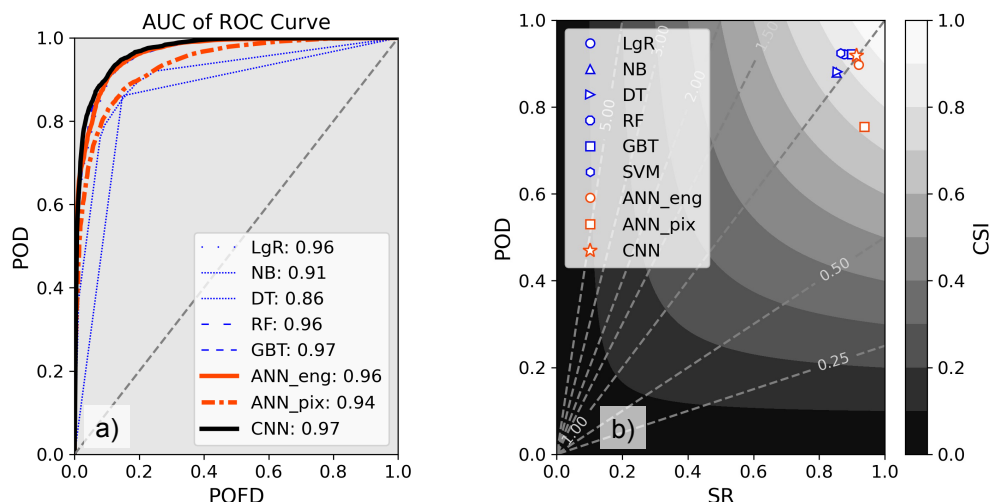 AUC of ROC Curve
POD
1.0
0.8
0.6
0.4
0.2
0.0
LgR: 0.96
NB: 0.91
DT: 0.86
RF: 0.96
GBT: 0.97
ANN_eng: 0.96
ANN_pix: 0.94
CNN: 0.97
a)
0.0 0.2 0.4 0.6 0.8 1.0
POFD
POD
1.0
0.8
0.6
0.4
0.2
0.0
LgR
NB
DT
RF
GBT
SVM
ANN_eng
ANN_pix
CNN
5.00
3.00
2.00
1.50
1.00
0.50
0.25
b)
0.0 0.2 0.4 0.6 0.8 1.0
SR
1.0
0.8
0.6
0.4
0.2
0.0
CSI